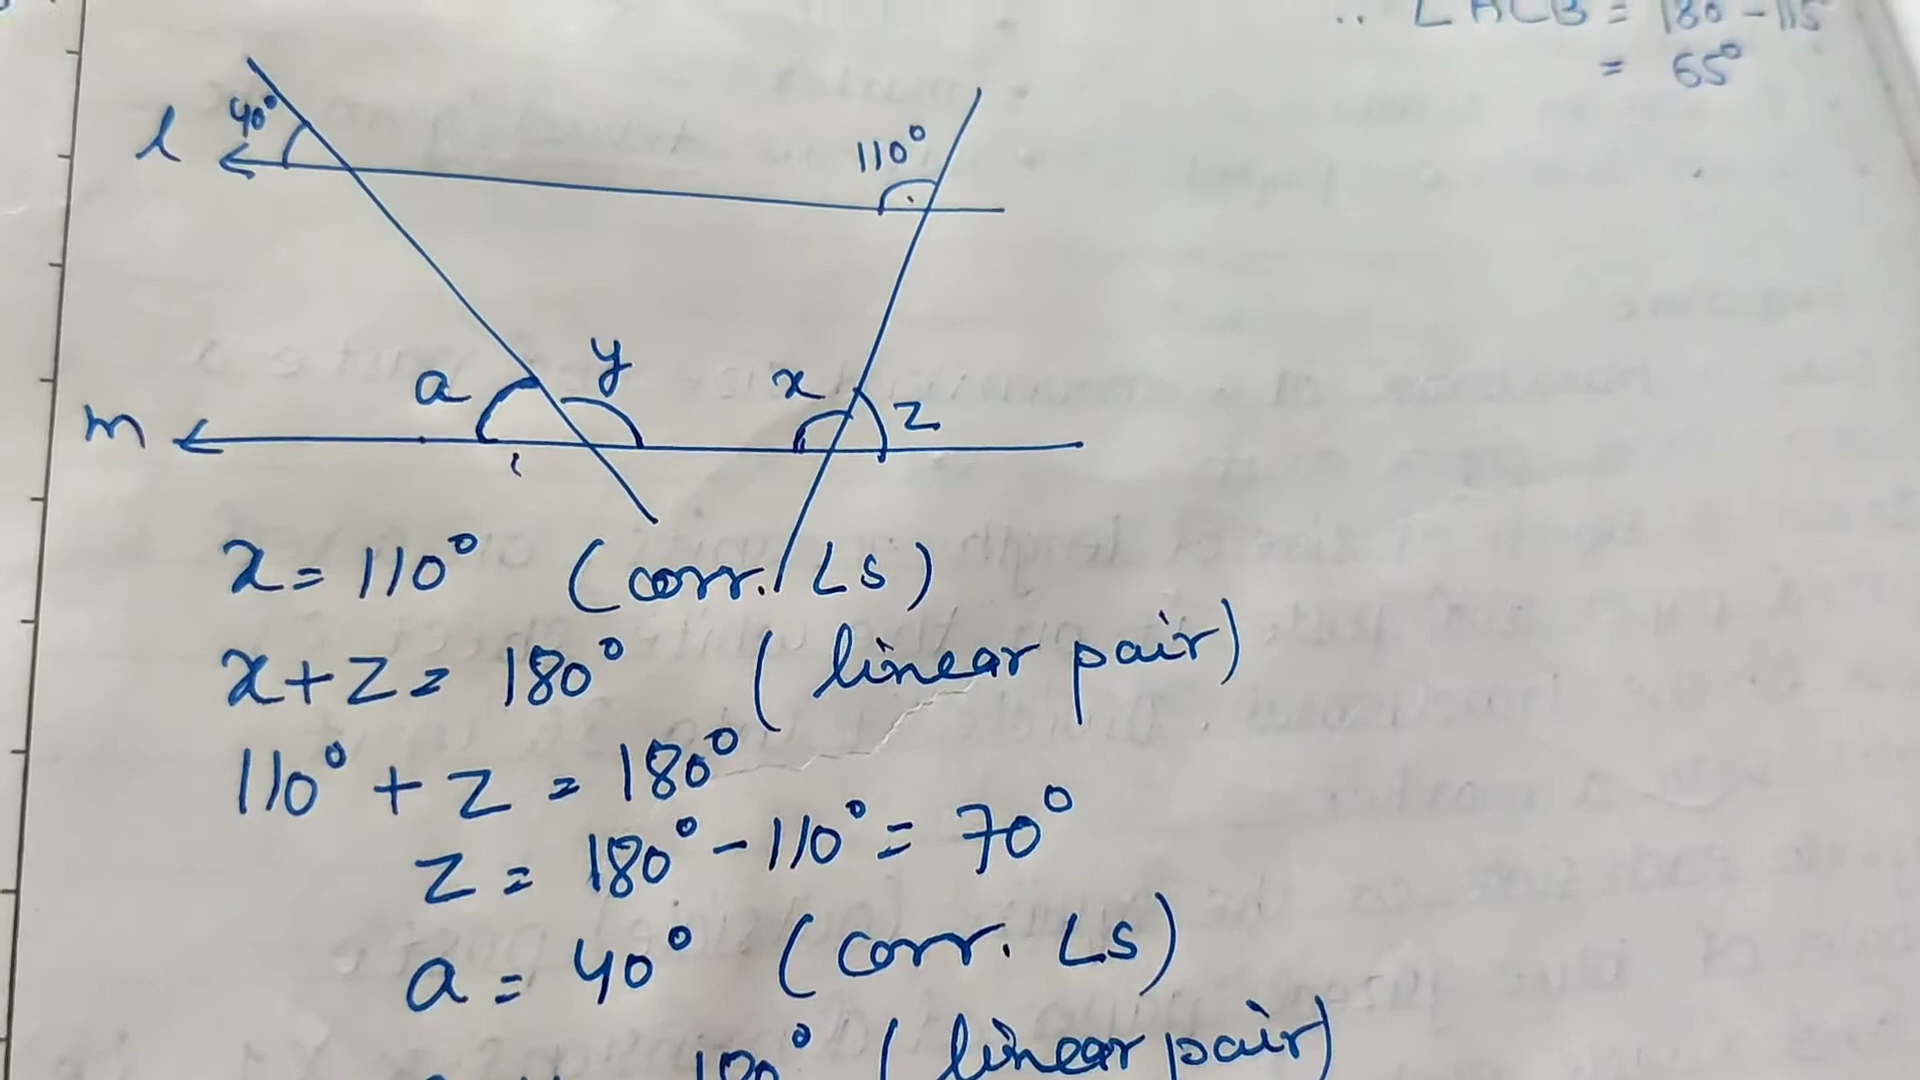 ∴ ∠ACB = 180 - 115
= 65°
l 40° 110°
a y x z
m
x = 110° (corr. ∠s)
x + z = 180° (linear pair)
110° + z = 180°
z = 180° - 110° = 70°
a = 40° (corr. ∠s)
180° (linear pair)